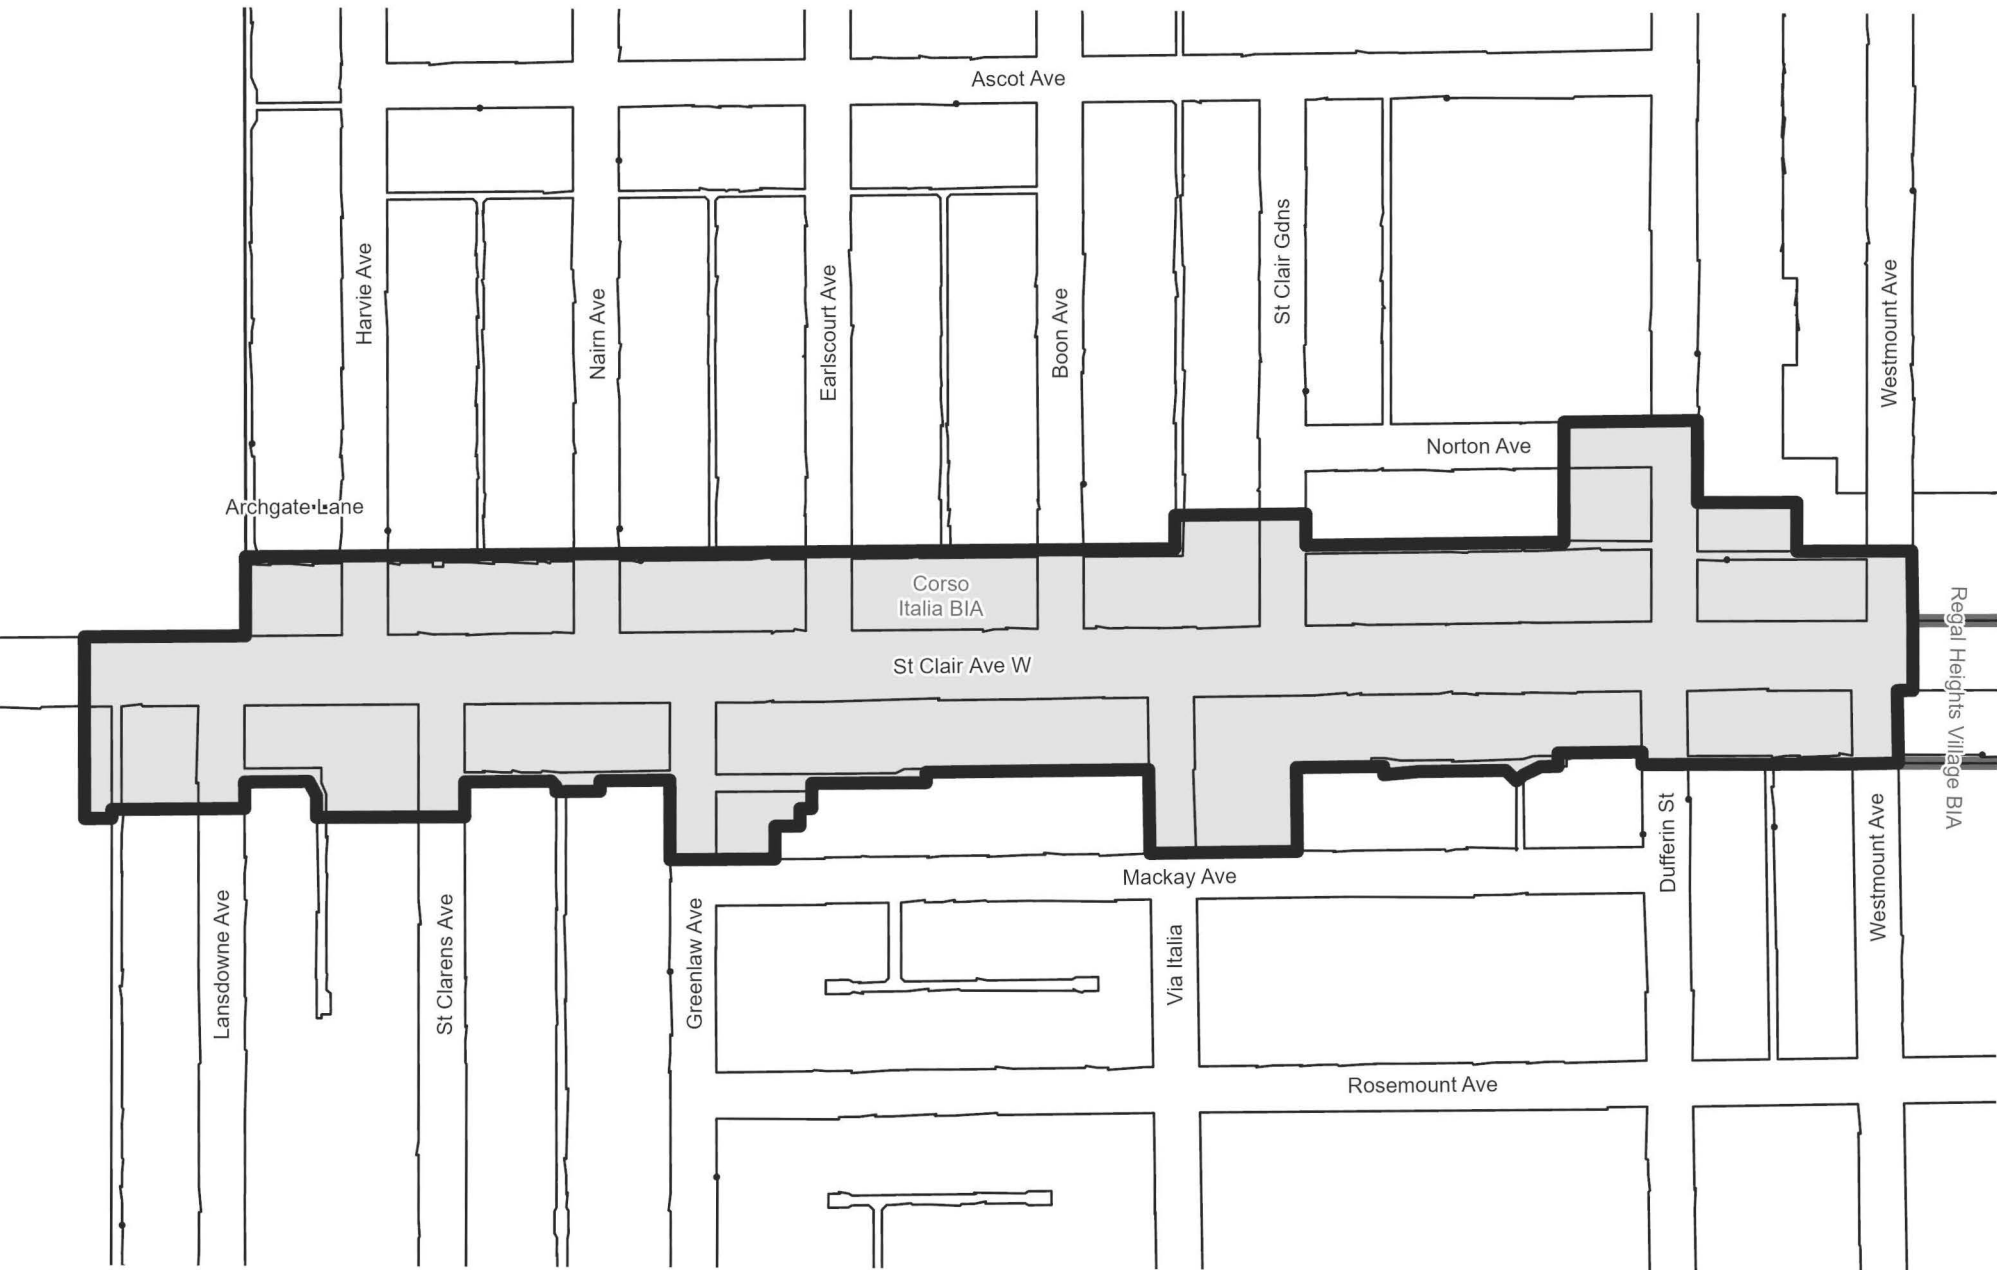 Ascot Ave
Harvie Ave
Nairn Ave
Earlscourt Ave
Boon Ave
St Clair Gdns
Westmount Ave
Norton Ave
Archgate Lane
Corso
Italia BIA
St Clair Ave W
Regal Heights Village BIA
Mackay Ave
Dufferin St
Westmount Ave
Lansdowne Ave
St Clarens Ave
Greenlaw Ave
Via Italia
Rosemount Ave